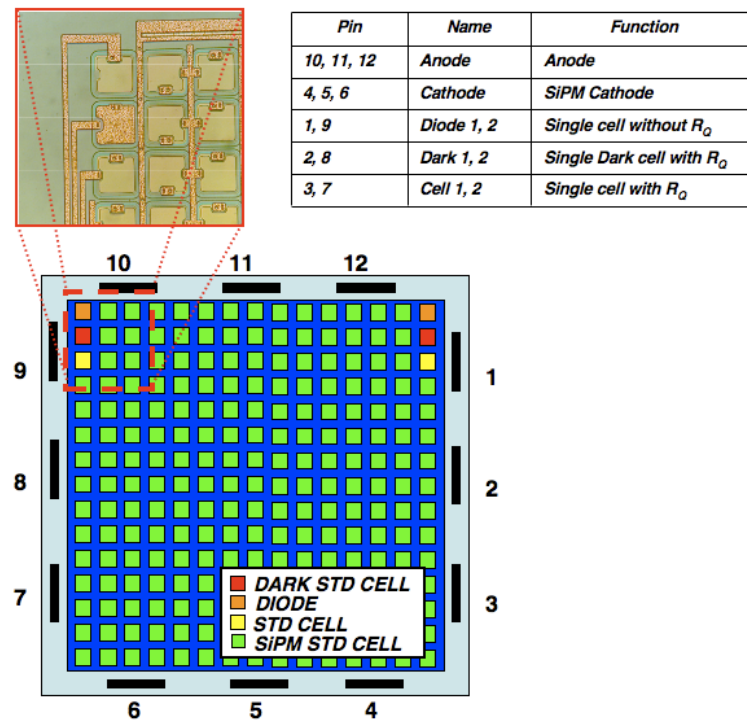 Pin Name Function
10, 11, 12 Anode Anode
4, 5, 6 Cathode SiPM Cathode
1, 9 Diode 1, 2 Single cell without RQ
2, 8 Dark 1, 2 Single Dark cell with RQ
3, 7 Cell 1, 2 Single cell with RQ
10 11 12
9
1
8
2
7
3
DARK STD CELL
DIODE
STD CELL
SiPM STD CELL
6 5 4